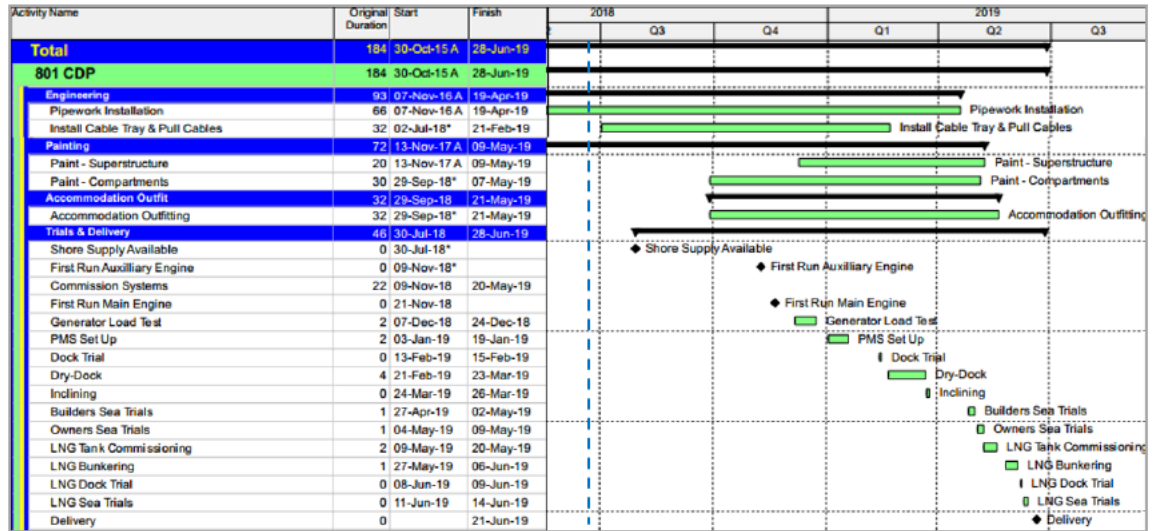 Activity Name Original Duration Start Finish 2018 2019
Q3 Q4 Q1 Q2 Q3
Total 184 30-Oct-15 A 28-Jun-19
801 CDP 184 30-Oct-15 A 28-Jun-19
Engineering 93 07-Nov-16 A 19-Apr-19
Pipework Installation 66 07-Nov-16 A 19-Apr-19 Pipework Installation
Install Cable Tray & Pull Cables 32 02-Jul-18* 21-Feb-19 Install Cable Tray & Pull Cables
Painting 72 13-Nov-17 A 09-May-19
Paint - Superstructure 20 13-Nov-17 A 09-May-19 Paint - Superstructure
Paint - Compartments 30 29-Sep-18* 07-May-19 Paint - Compartments
Accommodation Outfit 32 29-Sep-18 21-May-19
Accommodation Outfitting 32 29-Sep-18* 21-May-19 Accommodation Outfitting
Trials & Delivery 46 30-Jul-18 28-Jun-19
Shore Supply Available 0 30-Jul-18* Shore Supply Available
First Run Auxilliary Engine 0 09-Nov-18* First Run Auxilliary Engine
Commission Systems 22 09-Nov-18 20-May-19
First Run Main Engine 0 21-Nov-18 First Run Main Engine
Generator Load Test 2 07-Dec-18 24-Dec-18 Generator Load Test
PMS Set Up 2 03-Jan-19 19-Jan-19 PMS Set Up
Dock Trial 0 13-Feb-19 15-Feb-19 Dock Trial
Dry-Dock 4 21-Feb-19 23-Mar-19 Dry-Dock
Inclining 0 24-Mar-19 26-Mar-19 Inclining
Builders Sea Trials 1 27-Apr-19 02-May-19 Builders Sea Trials
Owners Sea Trials 1 04-May-19 09-May-19 Owners Sea Trials
LNG Tank Commissioning 2 09-May-19 20-May-19 LNG Tank Commissioning
LNG Bunkering 1 27-May-19 06-Jun-19 LNG Bunkering
LNG Dock Trial 0 08-Jun-19 09-Jun-19 LNG Dock Trial
LNG Sea Trials 0 11-Jun-19 14-Jun-19 LNG Sea Trials
Delivery 0 21-Jun-19 Delivery